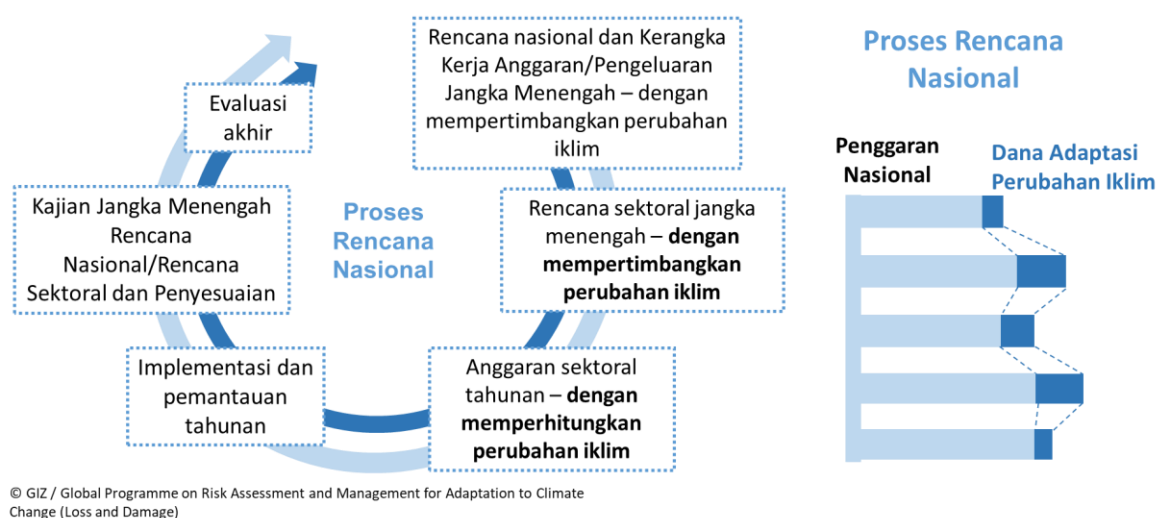 Rencana nasional dan Kerangka
Kerja Anggaran/Pengeluaran
Jangka Menengah – dengan
mempertimbangkan perubahan
iklim
Rencana sektoral jangka
menengah – dengan
mempertimbangkan
perubahan iklim
Anggaran sektoral
tahunan – dengan
memperhitungkan
perubahan iklim
Implementasi dan
pemantauan
tahunan
Kajian Jangka Menengah
Rencana
Nasional/Rencana
Sektoral dan Penyesuaian
Evaluasi
akhir
Proses
Rencana
Nasional
Proses Rencana
Nasional
Penggaran
Nasional
Dana Adaptasi
Perubahan Iklim
© GIZ / Global Programme on Risk Assessment and Management for Adaptation to Climate
Change (Loss and Damage)